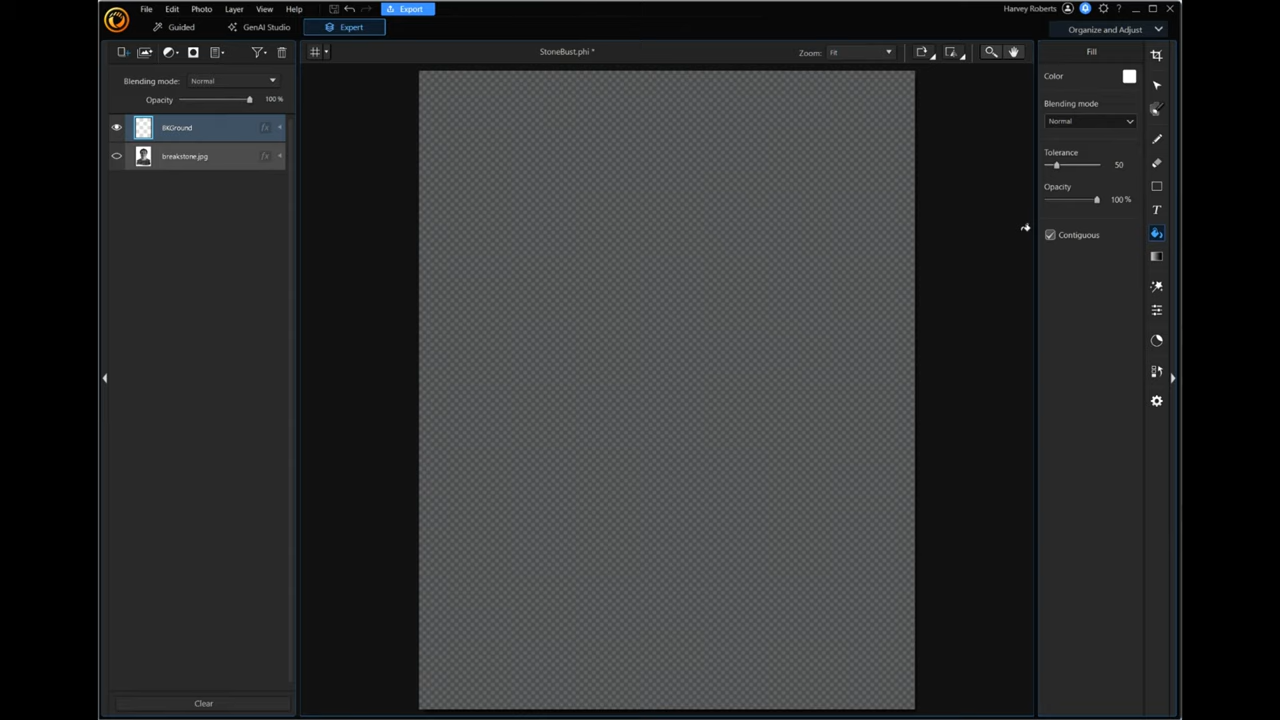 File Edit Photo Layer View Help Export
Harvey Roberts ?
Guided GenAI Studio Expert
Organize and Adjust
StoneBust.phi *
Zoom: Fit
Fill
Color
Blending mode: Normal
Opacity 100 %
BKGround fx
breakstone.jpg fx
Blending mode
Normal
Tolerance
50
Opacity
100 %
T
Contiguous
Clear